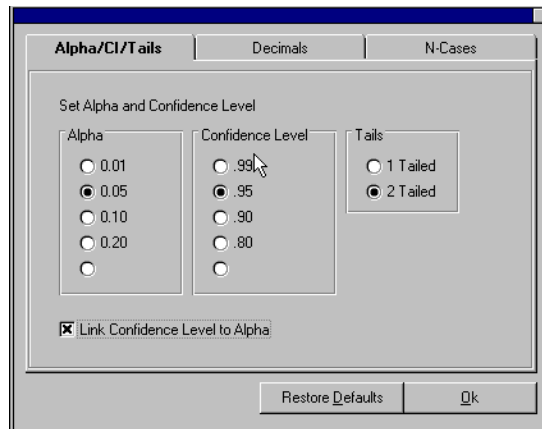 Alpha/CI/Tails
Decimals
N-Cases
Set Alpha and Confidence Level
Alpha
0.01
0.05
0.10
0.20
Confidence Level
.99
.95
.90
.80
Tails
1 Tailed
2 Tailed
Link Confidence Level to Alpha
Restore Defaults
Ok